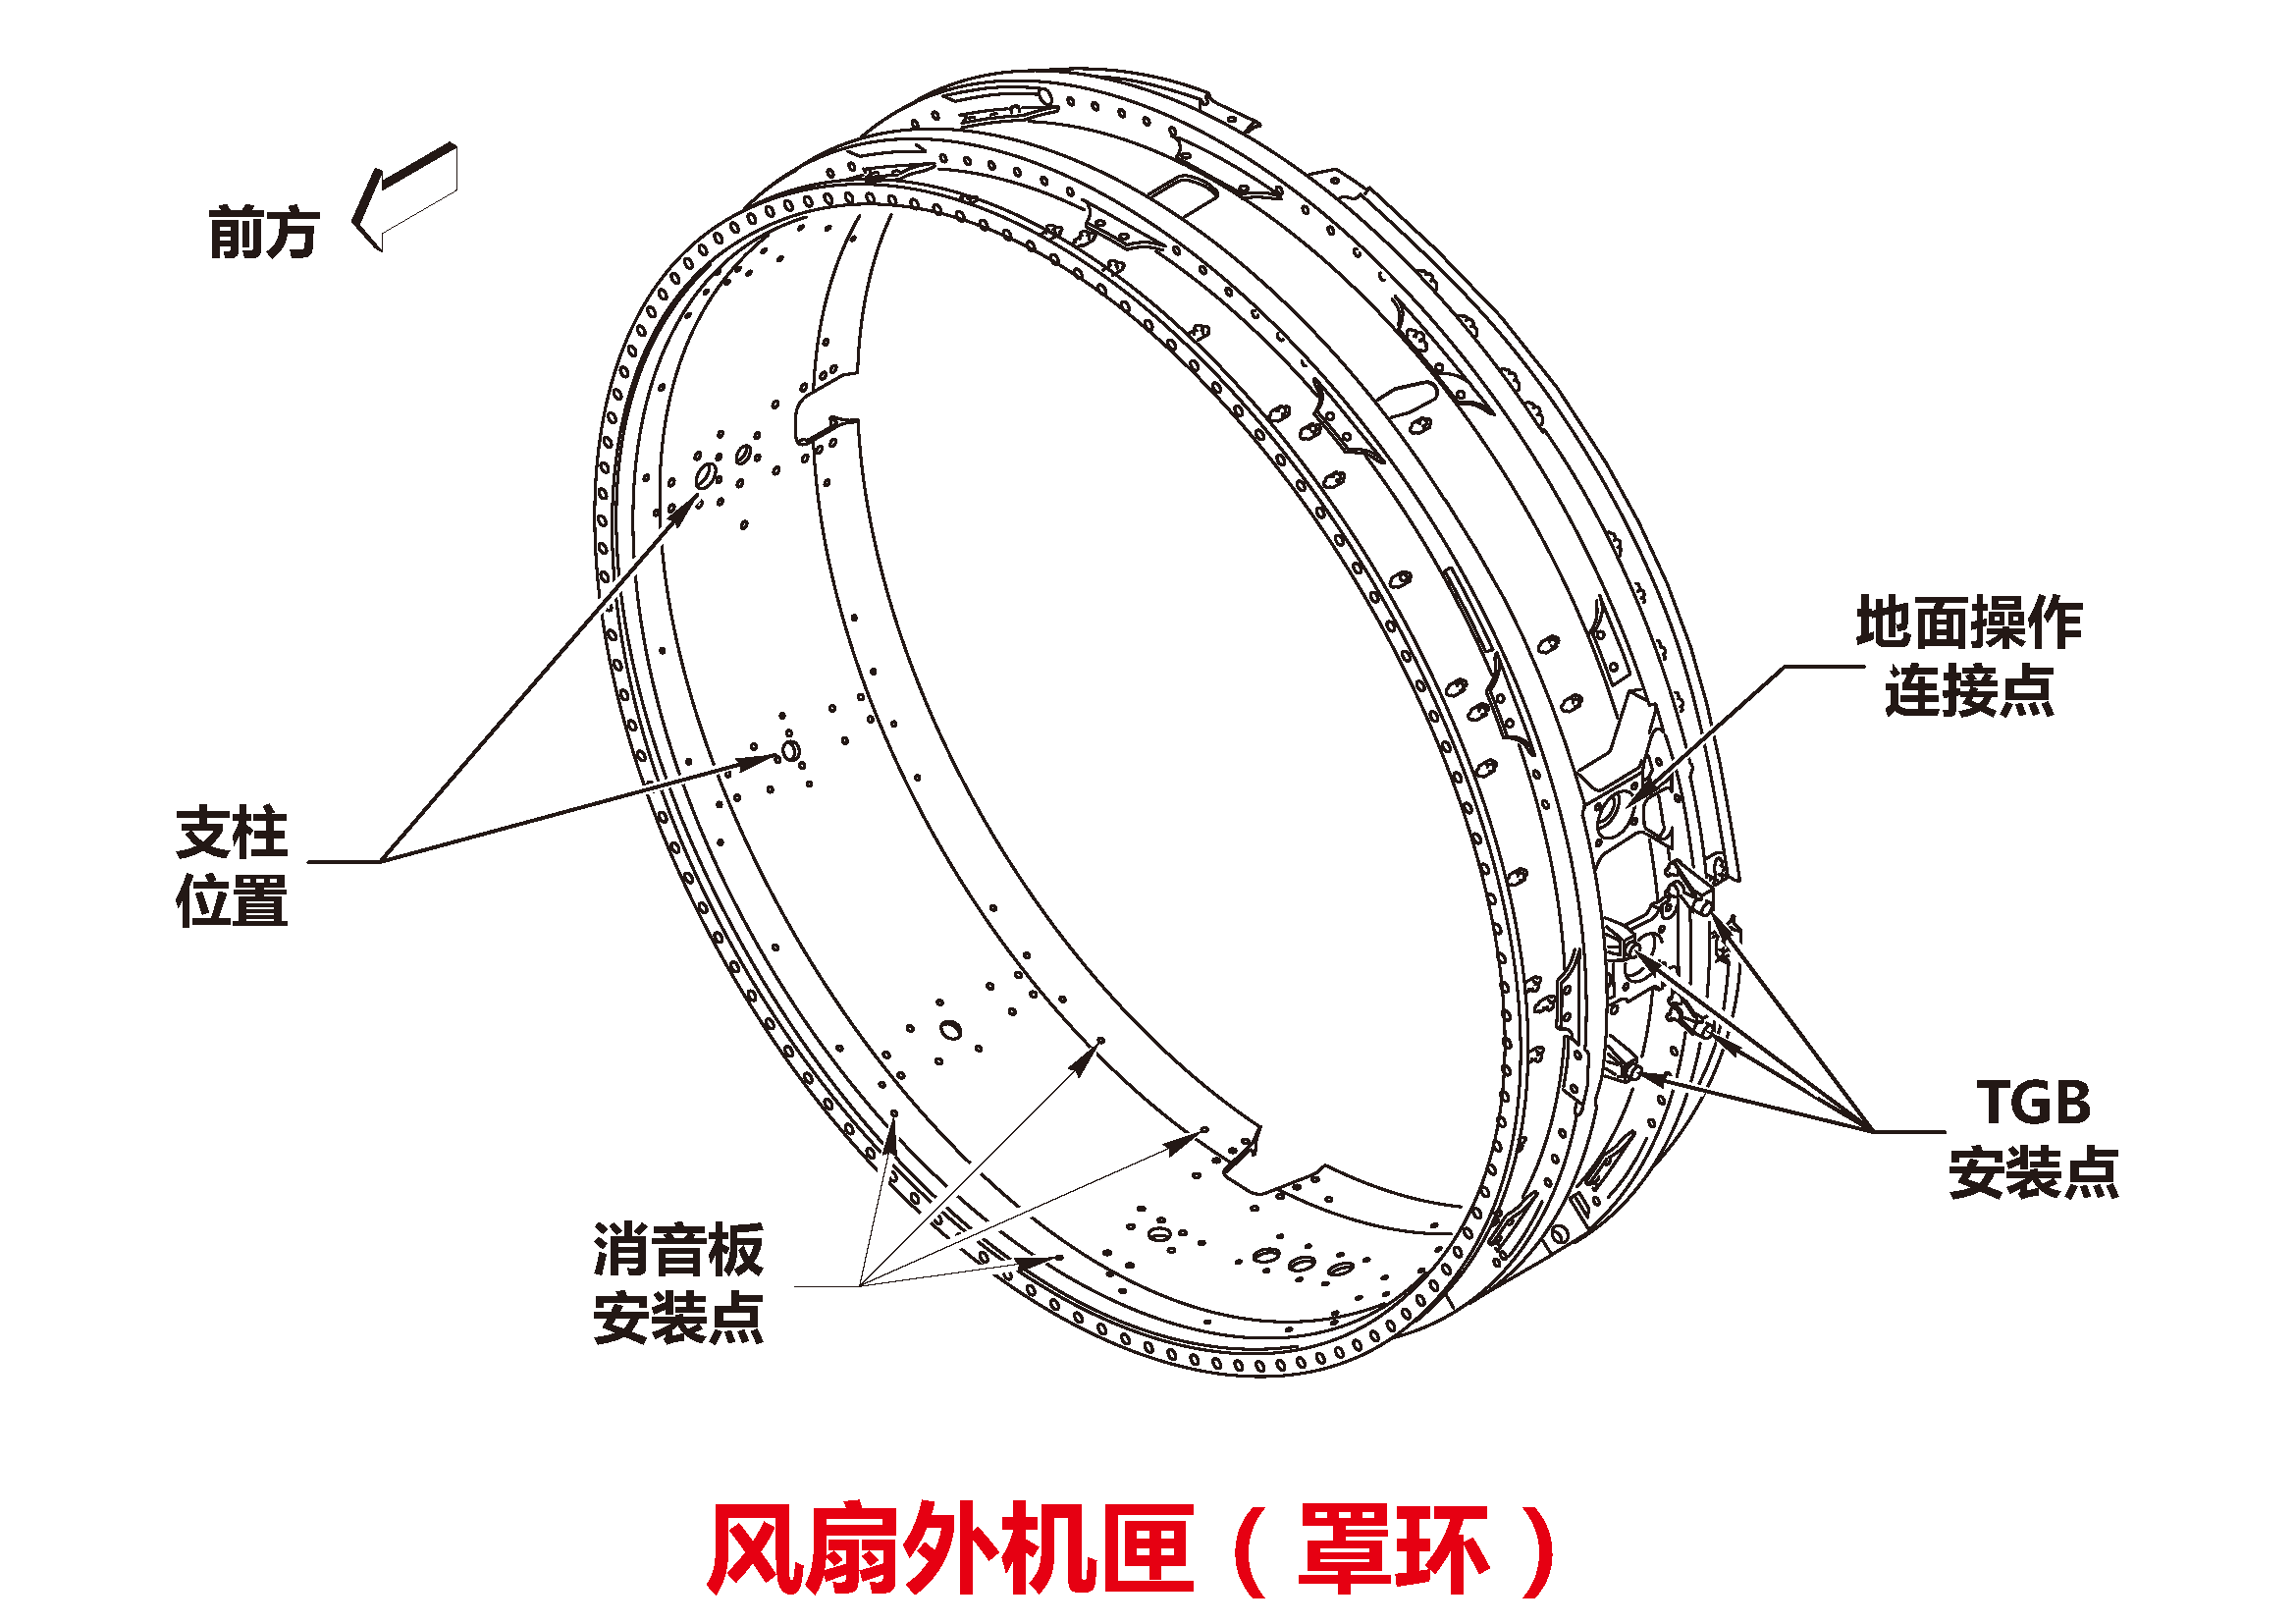 前方
地面操作
连接点
支柱
位置
TGB
安装点
消音板
安装点
风扇外机匣（罩环）